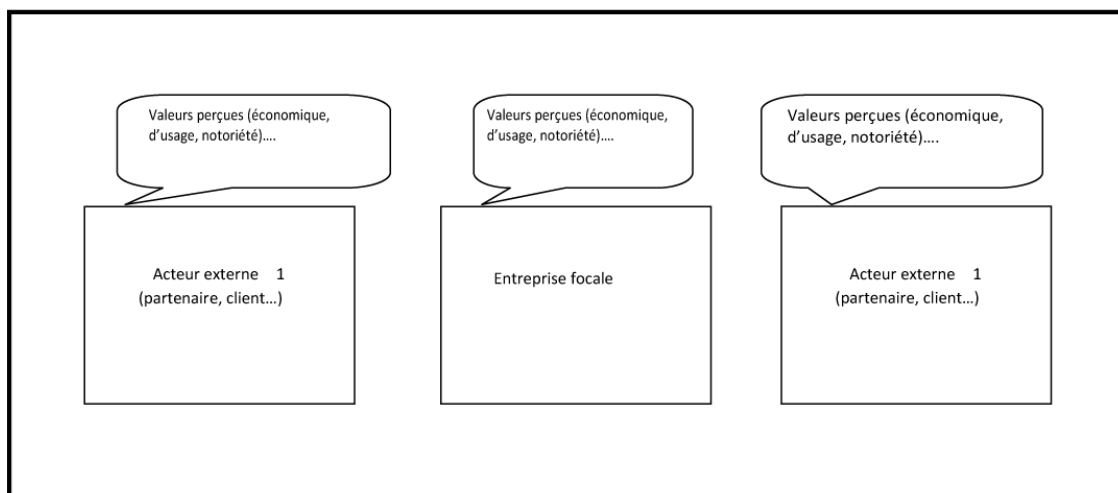 Valeurs perçues (économique,
d’usage, notoriété)….
Valeurs perçues (économique,
d’usage, notoriété)….
Valeurs perçues (économique,
d’usage, notoriété)….
Acteur externe 1
(partenaire, client…)
Entreprise focale
Acteur externe 1
(partenaire, client…)